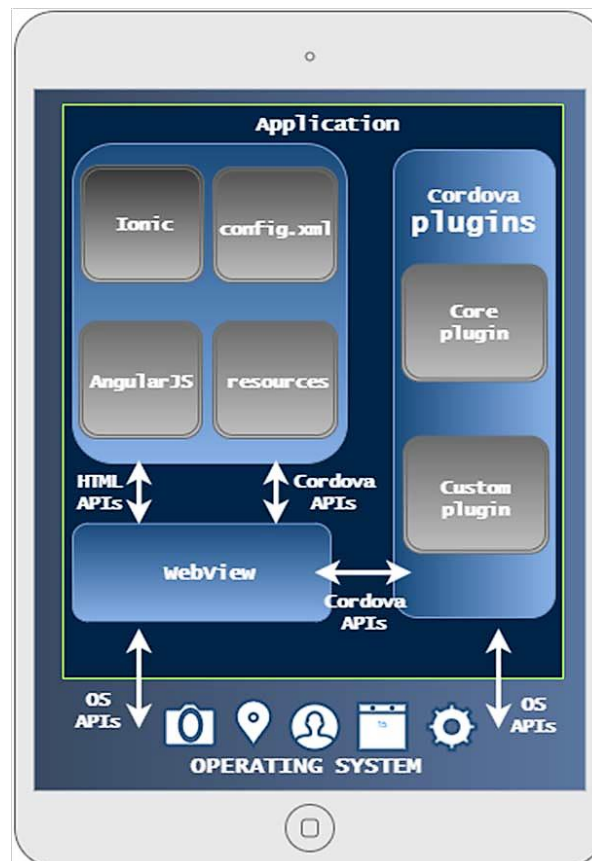 Application
Ionic
config.xml
AngularJS
resources
Cordova
plugins
Core
plugin
Custom
plugin
HTML
APIs
Cordova
APIs
WebView
Cordova
APIs
OS
APIs
OS
APIs
OPERATING SYSTEM